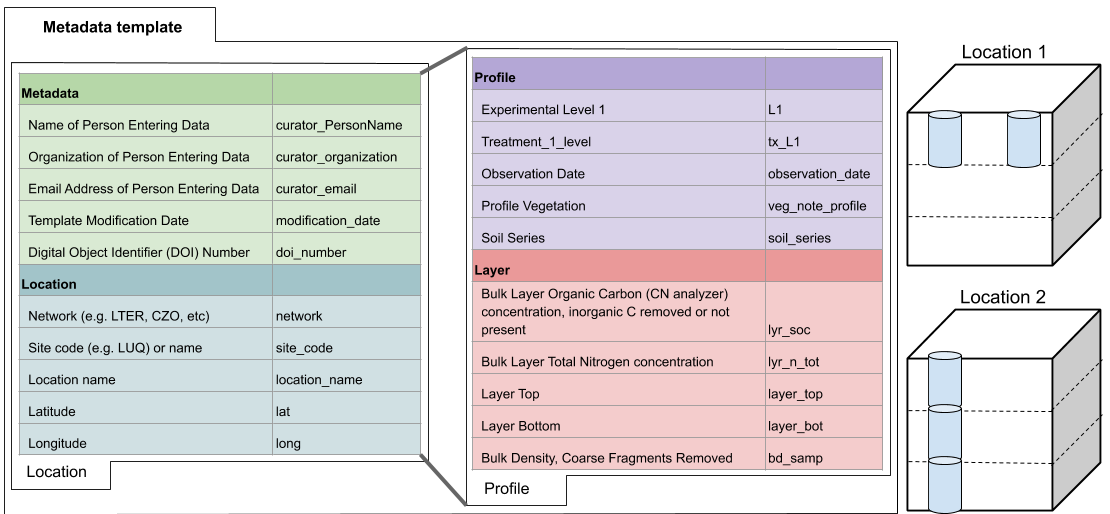 Metadata template
Metadata
Name of Person Entering Data curator_PersonName
Organization of Person Entering Data curator_organization
Email Address of Person Entering Data curator_email
Template Modification Date modification_date
Digital Object Identifier (DOI) Number doi_number
Location
Network (e.g. LTER, CZO, etc) network
Site code (e.g. LUQ) or name site_code
Location name location_name
Latitude lat
Longitude long
Location
Profile
Experimental Level 1 L1
Treatment_1_level tx_L1
Observation Date observation_date
Profile Vegetation veg_note_profile
Soil Series soil_series
Layer
Bulk Layer Organic Carbon (CN analyzer)
concentration, inorganic C removed or not
present lyr_soc
Bulk Layer Total Nitrogen concentration lyr_n_tot
Layer Top layer_top
Layer Bottom layer_bot
Bulk Density, Coarse Fragments Removed bd_samp
Profile
Location 1
Location 2